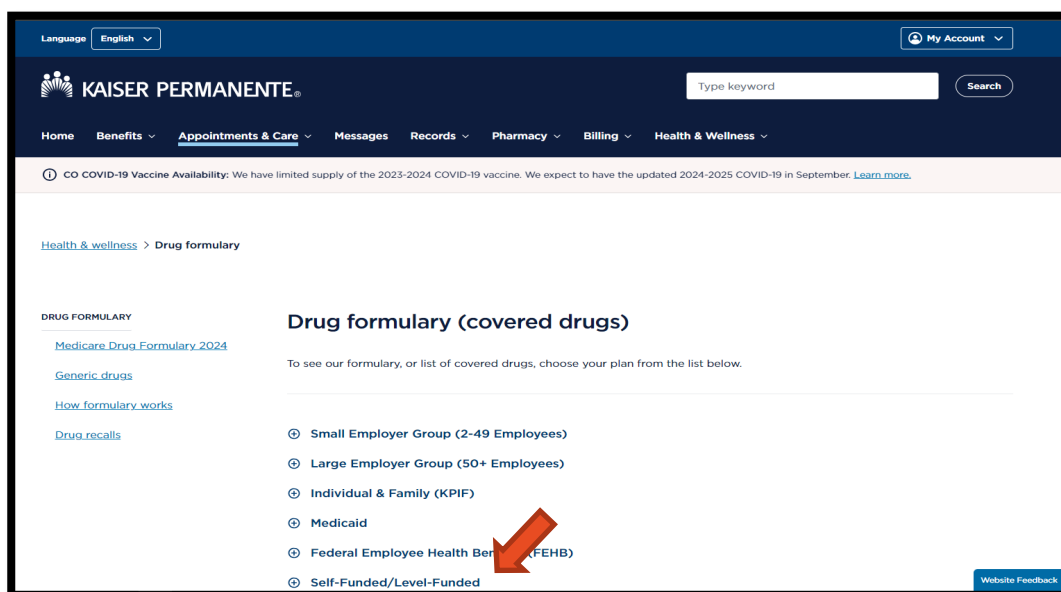 Language English
My Account
KAISER PERMANENTE®
Type keyword
Search
Home Benefits Appointments & Care Messages Records Pharmacy Billing Health & Wellness
CO COVID-19 Vaccine Availability: We have limited supply of the 2023-2024 COVID-19 vaccine. We expect to have the updated 2024-2025 COVID-19 in September. Learn more.
Health & wellness > Drug formulary
DRUG FORMULARY
Medicare Drug Formulary 2024
Generic drugs
How formulary works
Drug recalls
Drug formulary (covered drugs)
To see our formulary, or list of covered drugs, choose your plan from the list below.
Small Employer Group (2-49 Employees)
Large Employer Group (50+ Employees)
Individual & Family (KPIF)
Medicaid
Federal Employee Health (FEHB)
Self-Funded/Level-Funded
Website Feedback